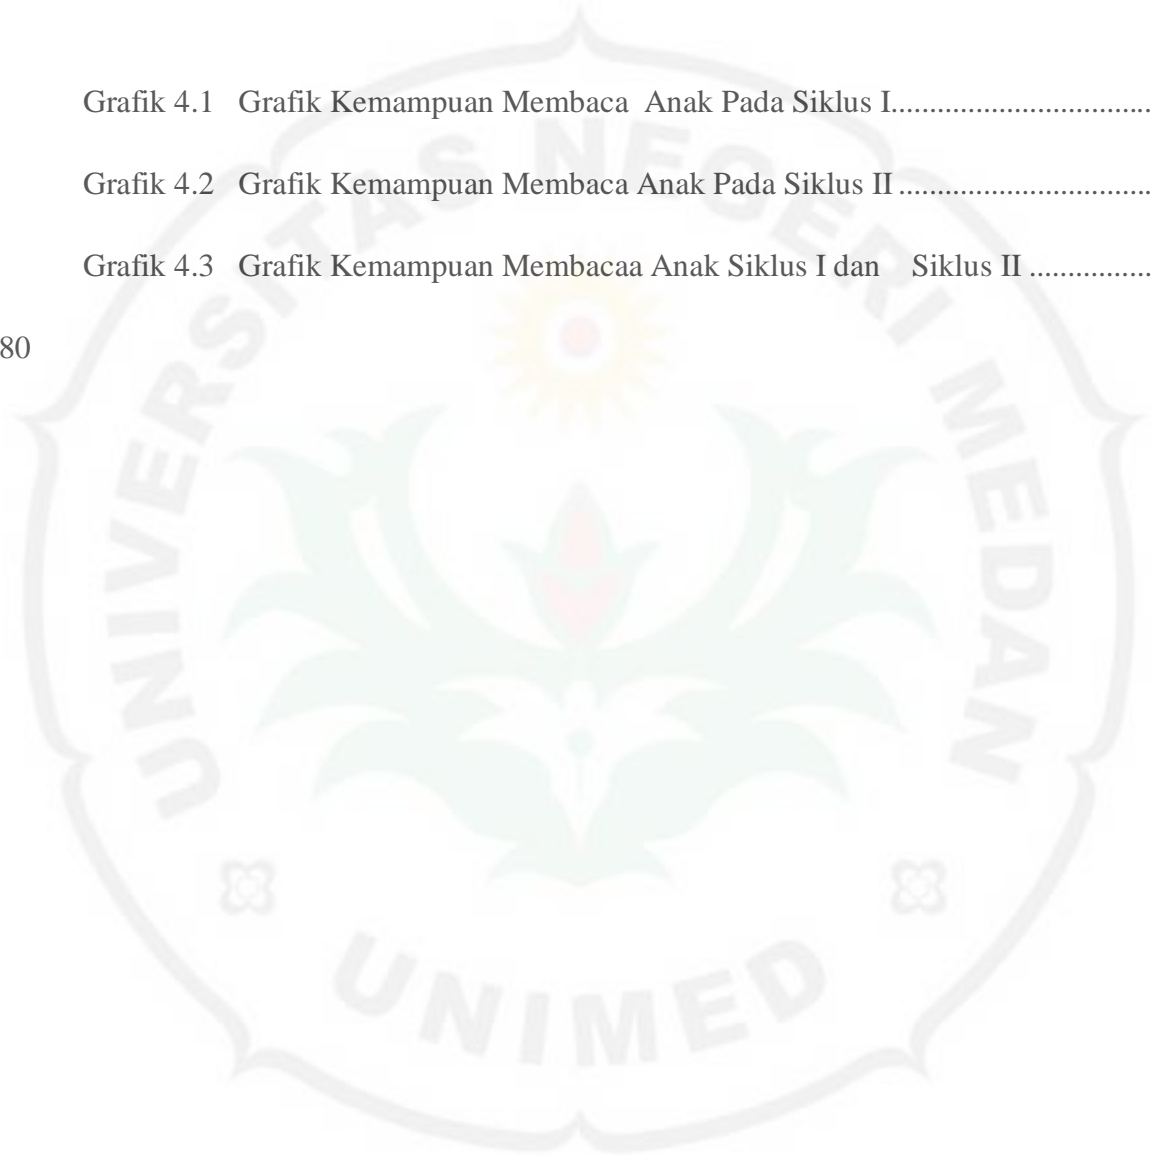 Grafik 4.1 Grafik Kemampuan Membaca Anak Pada Siklus I..................................
Grafik 4.2 Grafik Kemampuan Membaca Anak Pada Siklus II .................................
Grafik 4.3 Grafik Kemampuan Membacaa Anak Siklus I dan Siklus II ................
80
UNIVERSITAS NEGERI MEDAN
UNIMED